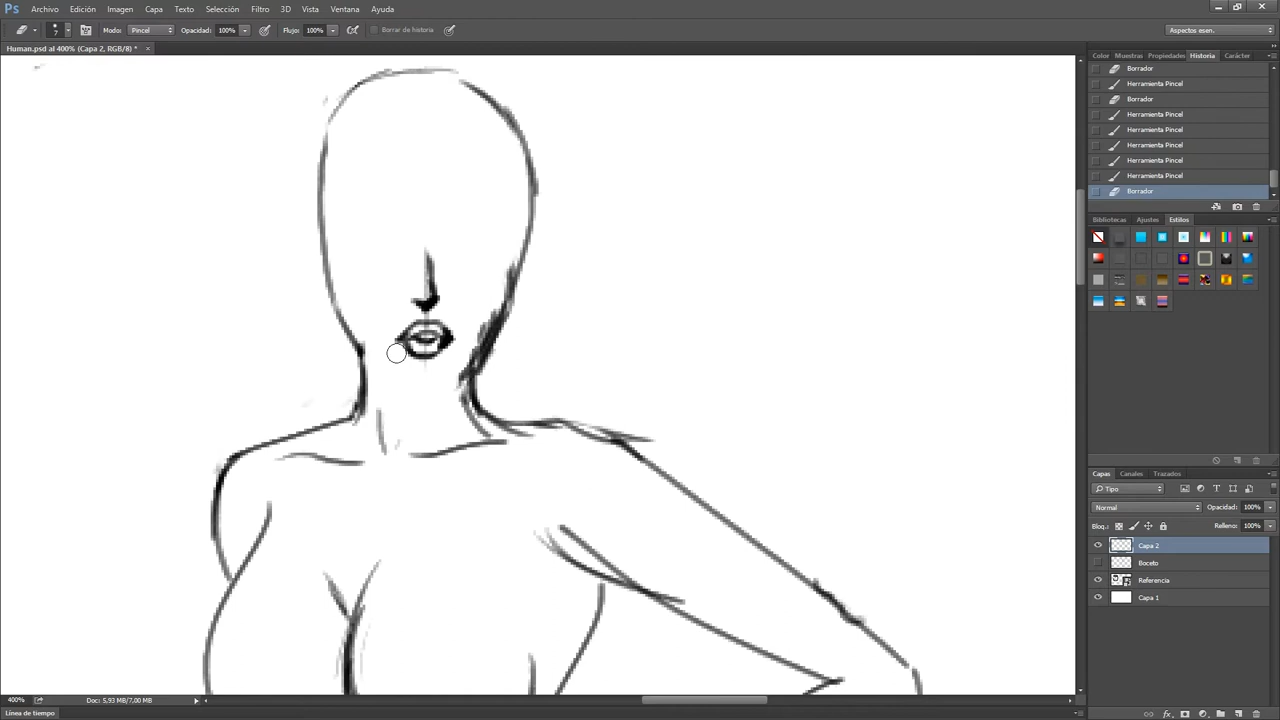 Ps Archivo Edición Imagen Capa Texto Selección Filtro 3D Vista Ventana Ayuda
7 Modo: Pincel Opacidad: 100% Flujo: 100% Borrar de historia Aspectos esen.
Human.psd al 400% (Capa 2, RGB/8) *
Color Muestras Propiedades Historia Carácter
Borrador
Herramienta Pincel
Borrador
Herramienta Pincel
Herramienta Pincel
Herramienta Pincel
Herramienta Pincel
Herramienta Pincel
Borrador
Bibliotecas Ajustes Estilos
Capas Canales Trazados
Tipo
Normal Opacidad: 100%
Bloq.: Relleno: 100%
Capa 2
Boceto
Referencia
Capa 1
400% Doc: 5,93 MB/7,00 MB
Línea de tiempo